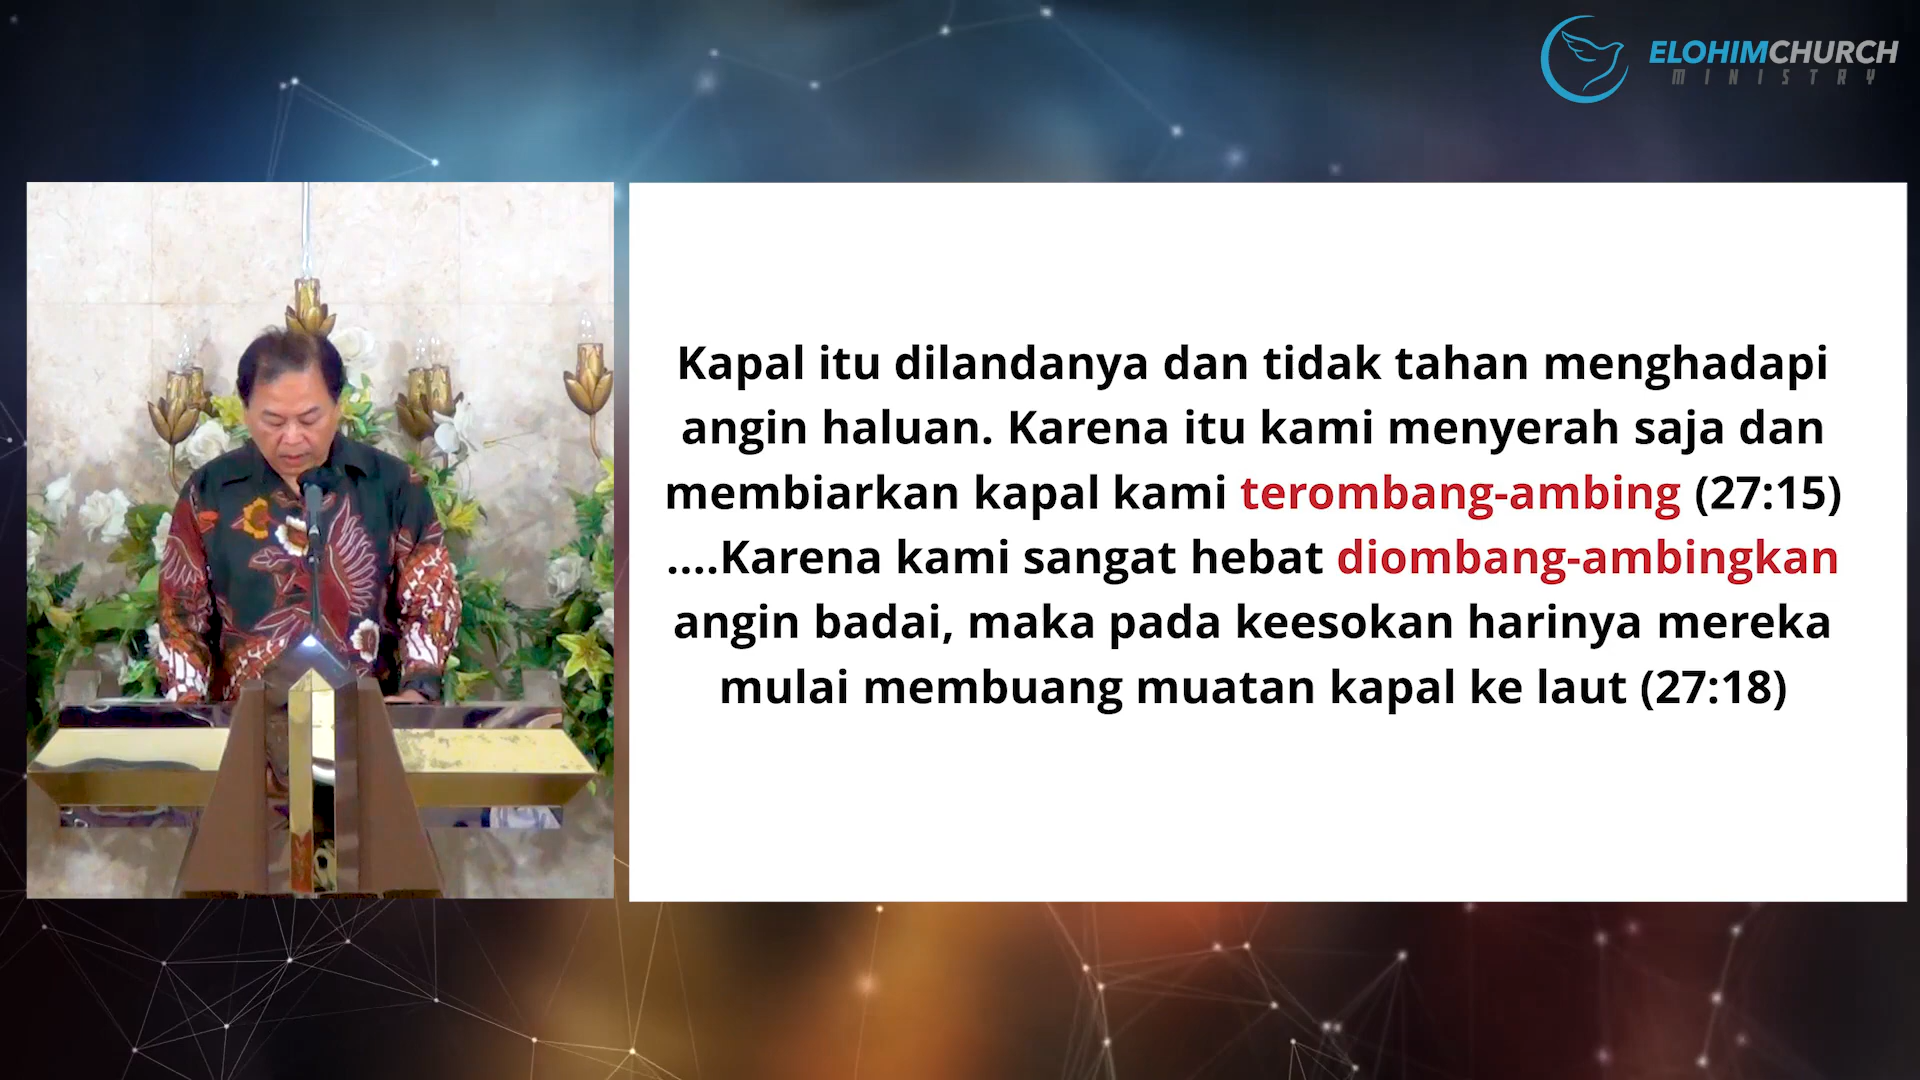 ELOHIMCHURCH
MINISTRY
Kapal itu dilandanya dan tidak tahan menghadapi
angin haluan. Karena itu kami menyerah saja dan
membiarkan kapal kami terombang-ambing (27:15)
....Karena kami sangat hebat diombang-ambingkan
angin badai, maka pada keesokan harinya mereka
mulai membuang muatan kapal ke laut (27:18)